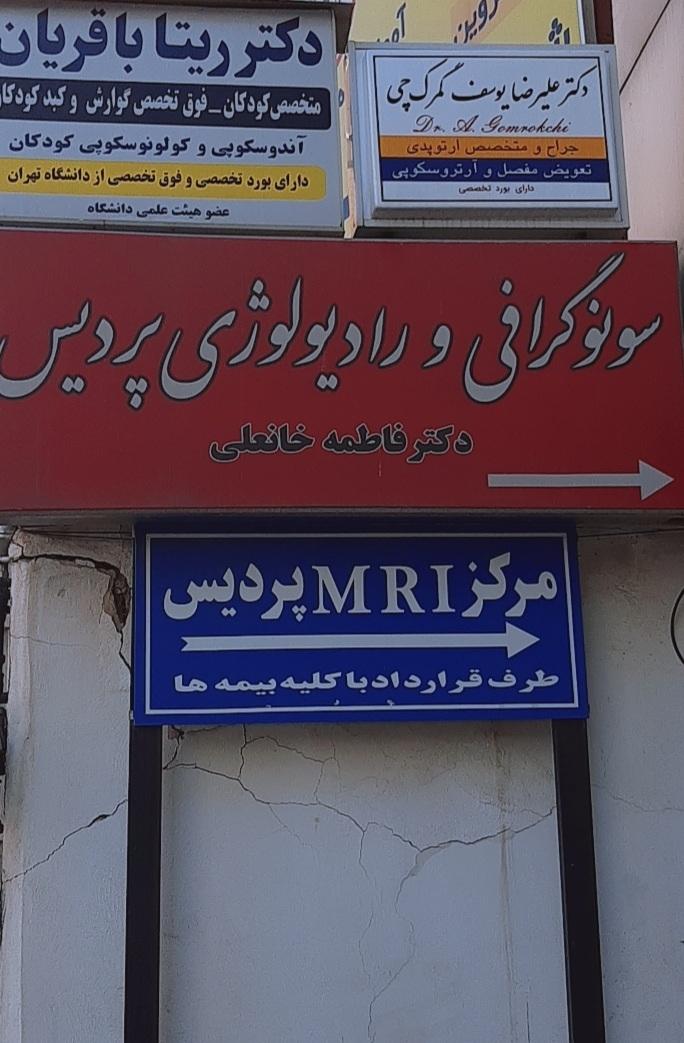 دکتر ریتا باقریان
متخصص کودکان _ فوق تخصص گوارش و کبد کودکان
آندوسکوپی و کولونوسکوپی کودکان
دارای بورد تخصصی و فوق تخصصی از دانشگاه تهران
عضو هیئت علمی دانشگاه
دکتر علیرضا یوسف گمرک چی
Dr. A. Gomrokchi
جراح و متخصص ارتوپدی
تعویض مفصل و آرتروسکوپی
دارای بورد تخصصی
سونوگرافی و رادیولوژی پردیس
دکتر فاطمه خانعلی
مرکز MRI پردیس
طرف قرارداد با کلیه بیمه ها